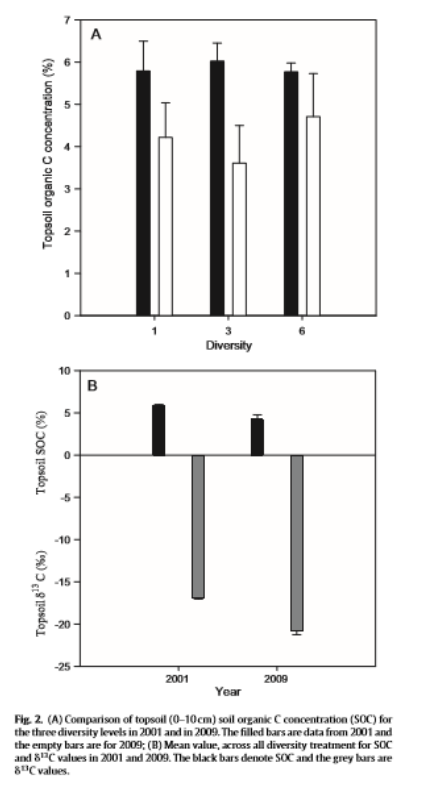 7
A
6
5
4
3
2
1
0
Topsoil organic C concentration (%)
1 3 6
Diversity
10
B
5
0
-5
-10
-15
-20
-25
Topsoil SOC (%)
Topsoil δ¹³ C (‰)
2001 2009
Year
Fig. 2. (A) Comparison of topsoil (0–10 cm) soil organic C concentration (SOC) for
the three diversity levels in 2001 and in 2009. The filled bars are data from 2001 and
the empty bars are for 2009; (B) Mean value, across all diversity treatment for SOC
and δ¹³C values in 2001 and 2009. The black bars denote SOC and the grey bars are
δ¹³C values.